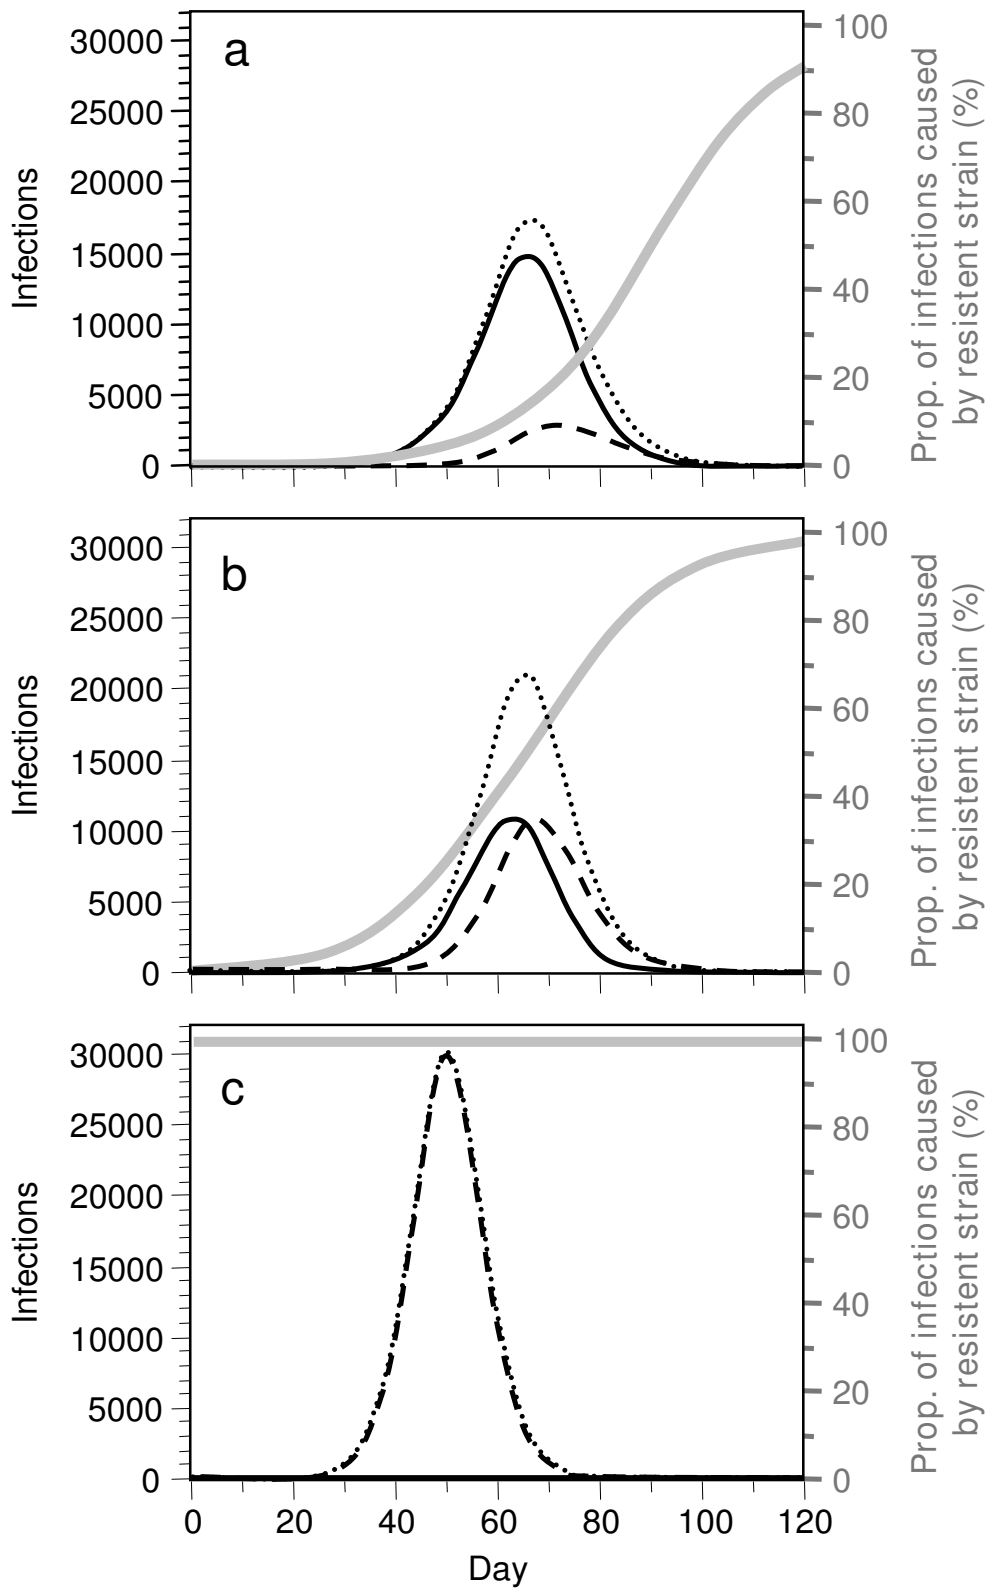 a
30000
25000
20000
15000
10000
5000
0
Infections
100
80
60
40
20
0
Prop. of infections caused
by resistent strain (%)
b
30000
25000
20000
15000
10000
5000
0
Infections
100
80
60
40
20
0
Prop. of infections caused
by resistent strain (%)
c
30000
25000
20000
15000
10000
5000
0
Infections
100
80
60
40
20
0
Prop. of infections caused
by resistent strain (%)
0 20 40 60 80 100 120
Day